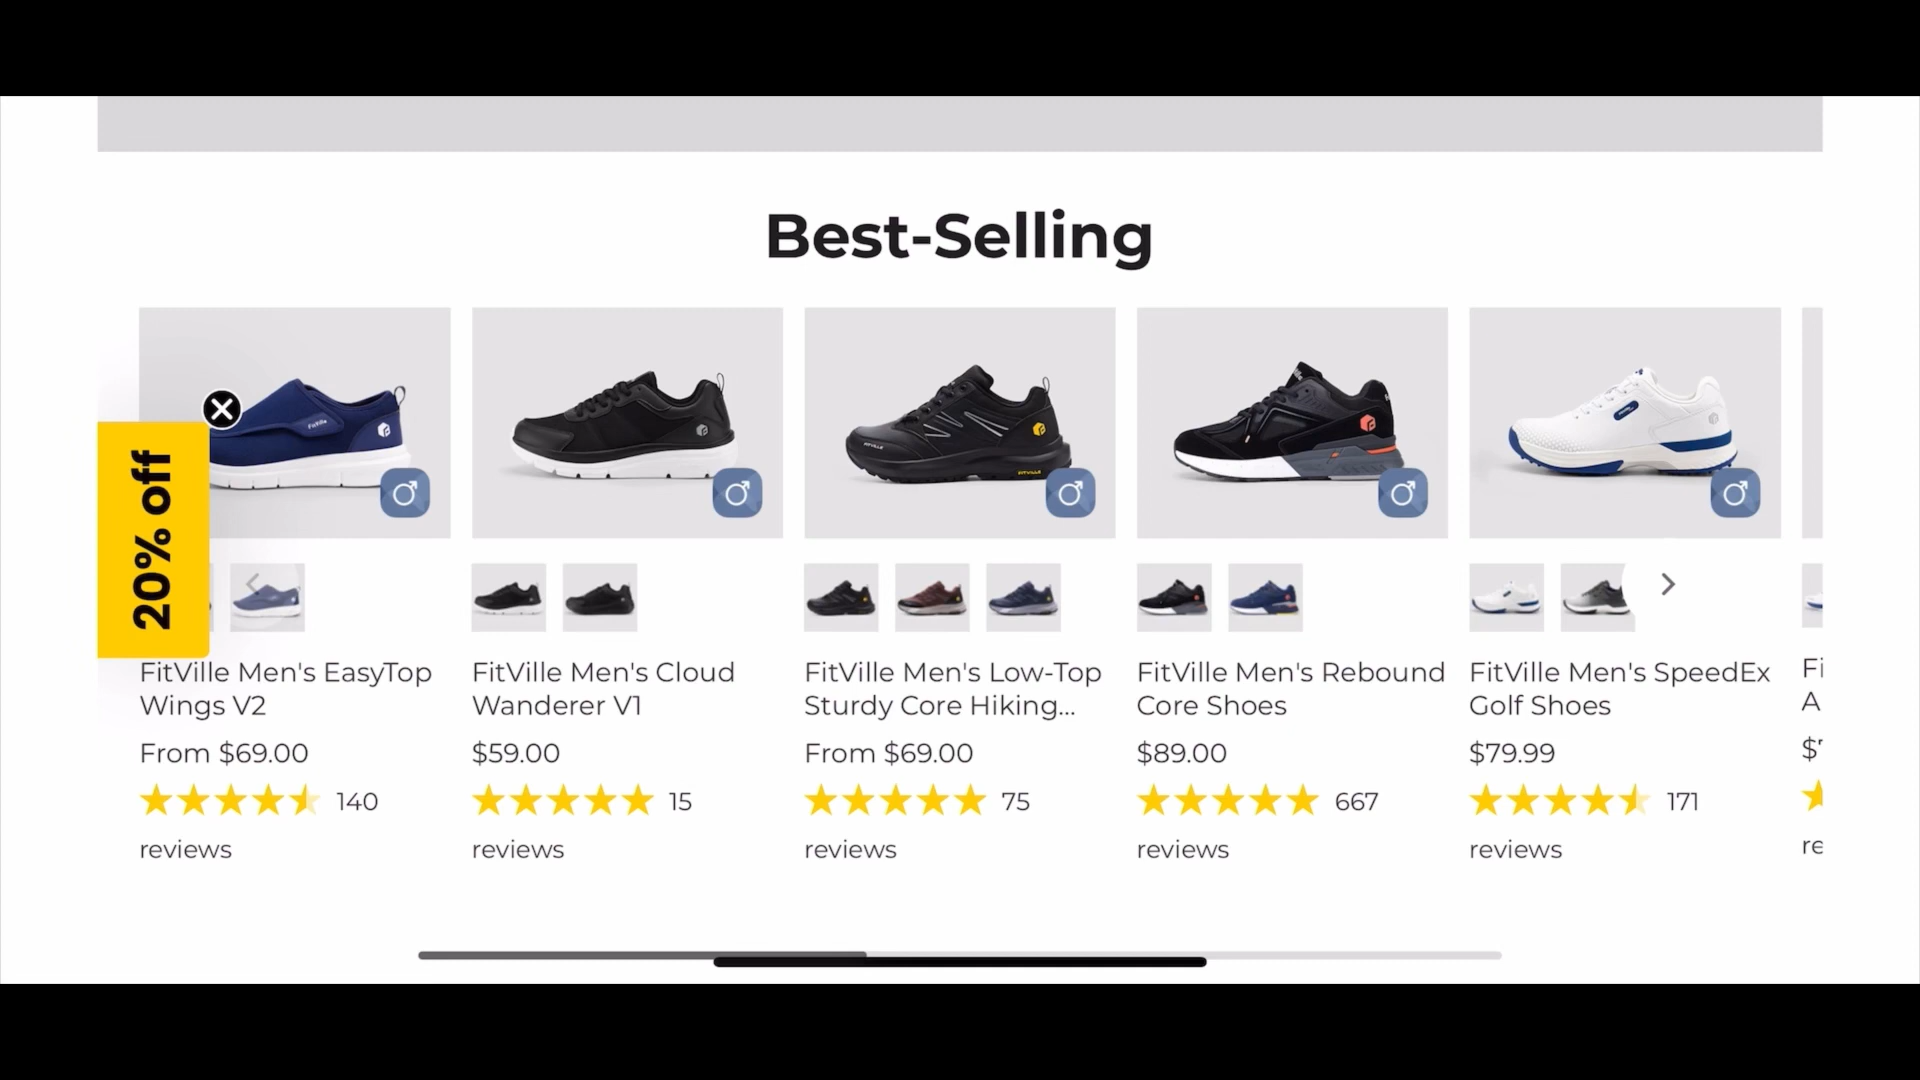 Best-Selling
20% off
FitVille Men's EasyTop
Wings V2
From $69.00
140
reviews
FitVille Men's Cloud
Wanderer V1
$59.00
15
reviews
FitVille Men's Low-Top
Sturdy Core Hiking...
From $69.00
75
reviews
FitVille Men's Rebound
Core Shoes
$89.00
667
reviews
FitVille Men's SpeedEx
Golf Shoes
$79.99
171
reviews
Fi
A
$
re